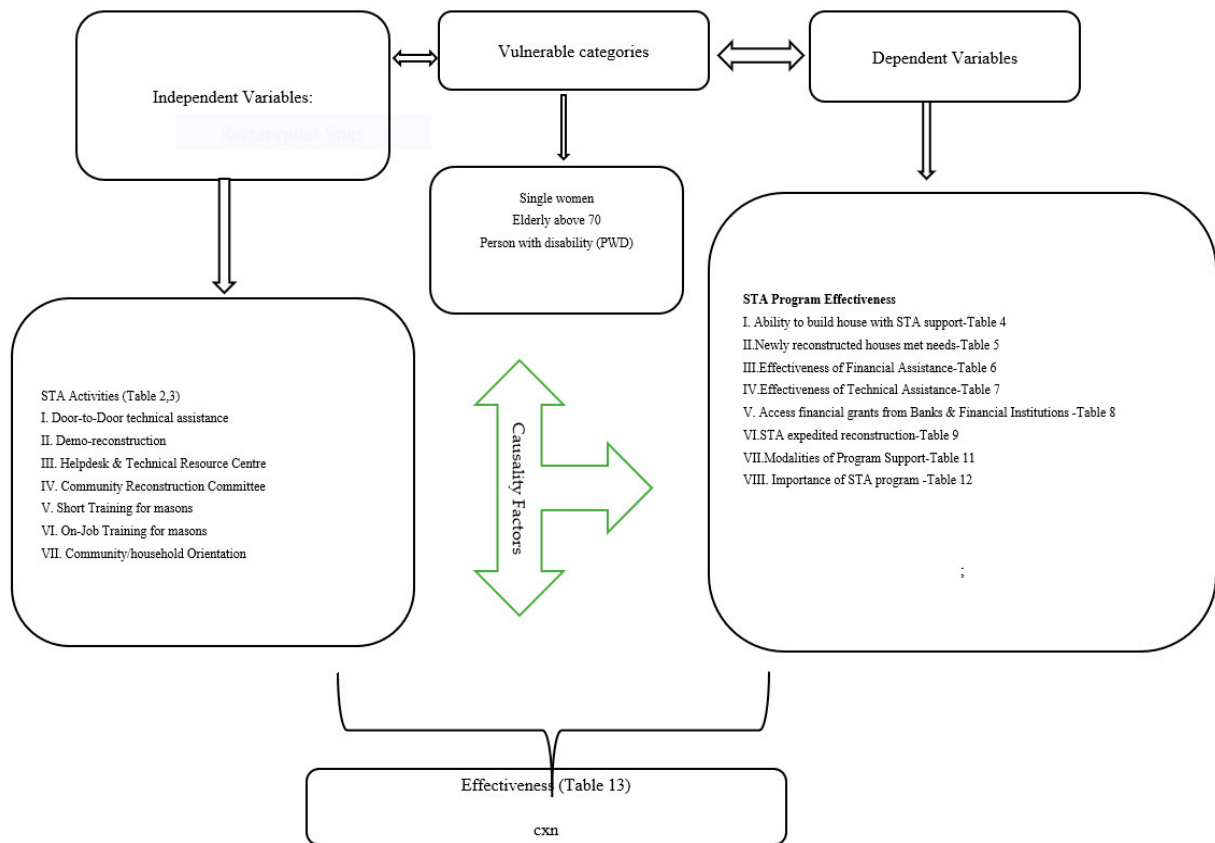 Independent Variables:
Rectangular Snip
Vulnerable categories
Dependent Variables
Single women
Elderly above 70
Person with disability (PWD)
STA Activities (Table 2,3)
I. Door-to-Door technical assistance
II. Demo-reconstruction
III. Helpdesk & Technical Resource Centre
IV. Community Reconstruction Committee
V. Short Training for masons
VI. On-Job Training for masons
VII. Community/household Orientation
Causality Factors
STA Program Effectiveness
I. Ability to build house with STA support-Table 4
II.Newly reconstructed houses met needs-Table 5
III.Effectiveness of Financial Assistance-Table 6
IV.Effectiveness of Technical Assistance-Table 7
V. Access financial grants from Banks & Financial Institutions -Table 8
VI.STA expedited reconstruction-Table 9
VII.Modalities of Program Support-Table 11
VIII. Importance of STA program -Table 12
;
Effectiveness (Table 13)
cxn